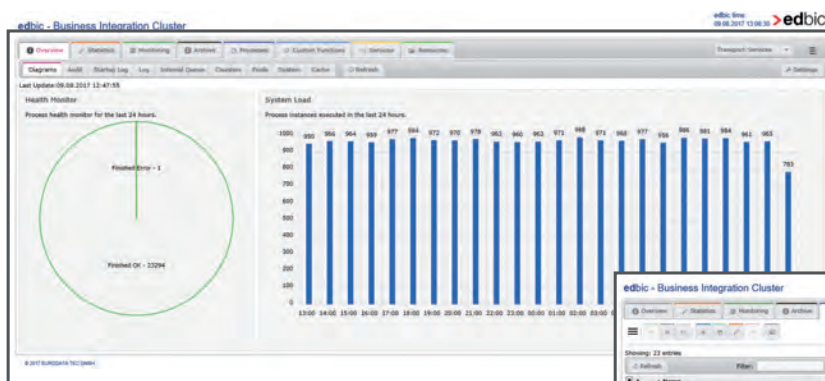 edbic - Business Integration Cluster
edbic time
09.08.2017 13:06:30
>edbic
Overview Statistics Monitoring Archive Processes Custom Functions Services Resources
Transport Services
Diagrams Audit Startup Log Log Internal Queue Counters Pools System Cache Refresh
Settings
Last Update:09.08.2017 12:47:55
Health Monitor
Process health monitor for the last 24 hours.
Finished Error - 1
Finished OK - 23294
System Load
Process instances executed in the last 24 hours.
950 966 964 959 977 984 972 970 978 962 960 963 971 988 971 968 977 956 986 981 984 961 965 783
1000
900
800
700
600
500
400
300
200
100
0
13:00 14:00 15:00 16:00 17:00 18:00 19:00 20:00 21:00 22:00 23:00 00:00 01:00 02:00 03:00
© 2017 EURODATA TEC GMBH
edbic - Business Integration Cluster
Overview Statistics Monitoring Archive
Showing: 22 entries
Refresh Filter: